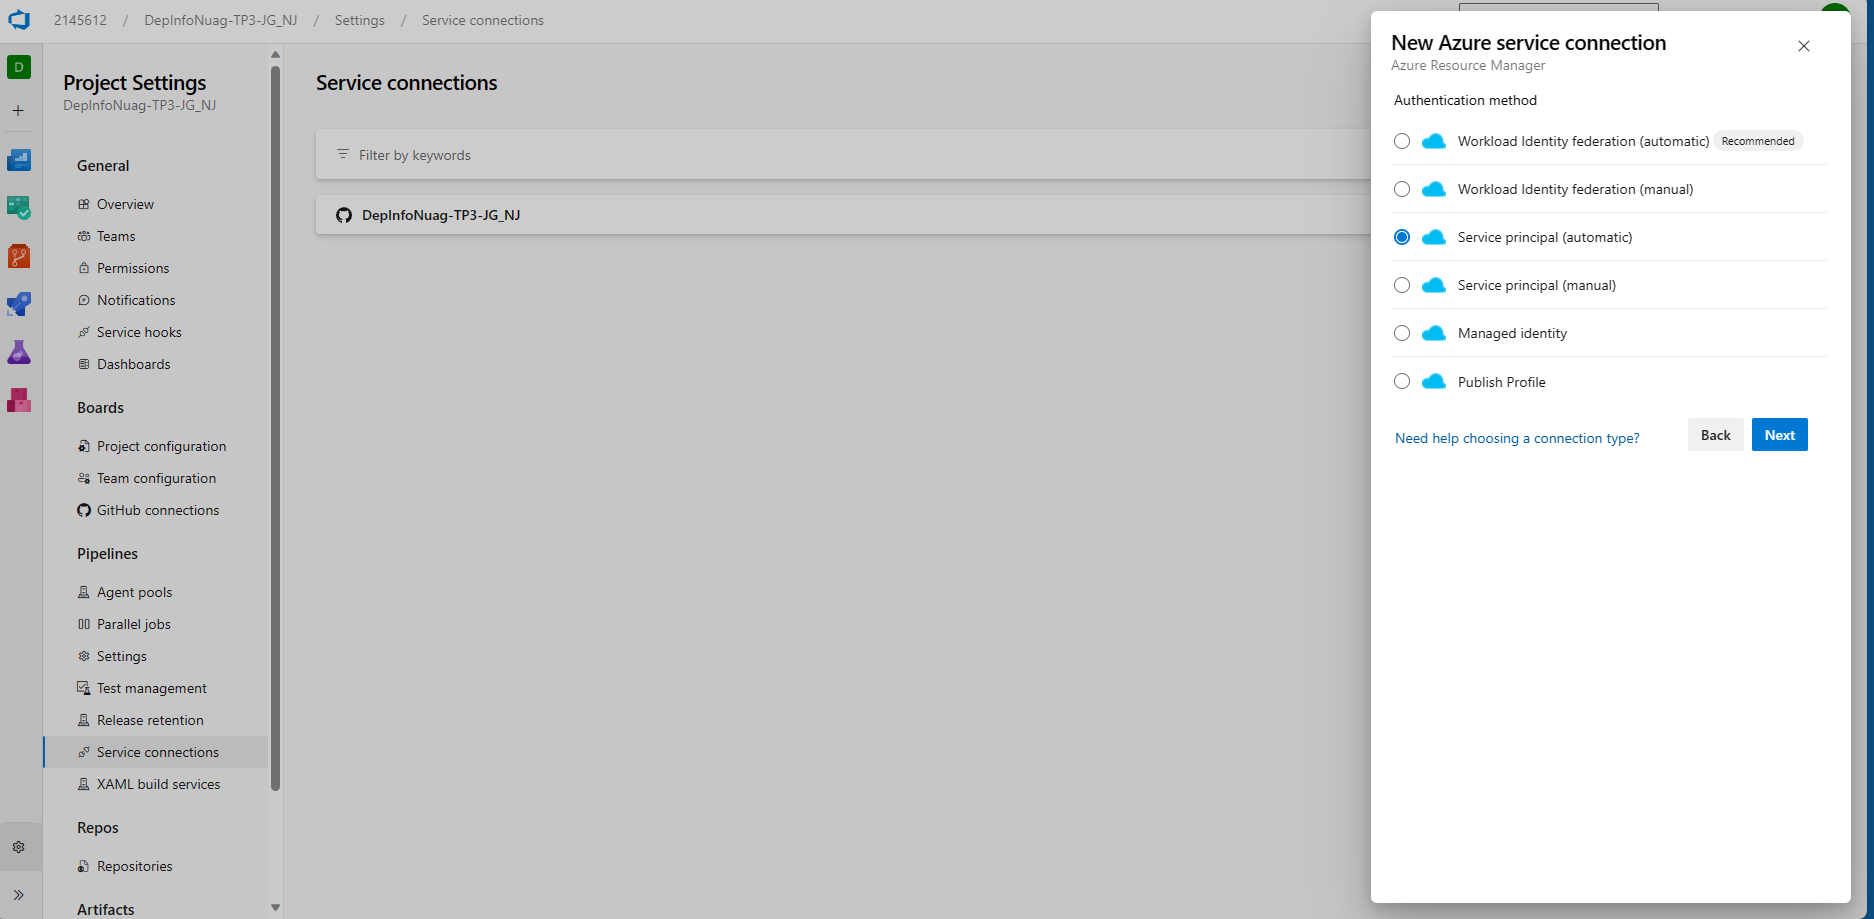 2145612 / DepInfoNuag-TP3-JG_NJ / Settings / Service connections
D
Project Settings
DepInfoNuag-TP3-JG_NJ
General
Overview
Teams
Permissions
Notifications
Service hooks
Dashboards
Boards
Project configuration
Team configuration
GitHub connections
Pipelines
Agent pools
Parallel jobs
Settings
Test management
Release retention
Service connections
XAML build services
Repos
Repositories
Artifacts
Service connections
Filter by keywords
DepInfoNuag-TP3-JG_NJ
New Azure service connection
Azure Resource Manager
Authentication method
Workload Identity federation (automatic) Recommended
Workload Identity federation (manual)
Service principal (automatic)
Service principal (manual)
Managed identity
Publish Profile
Need help choosing a connection type? Back Next